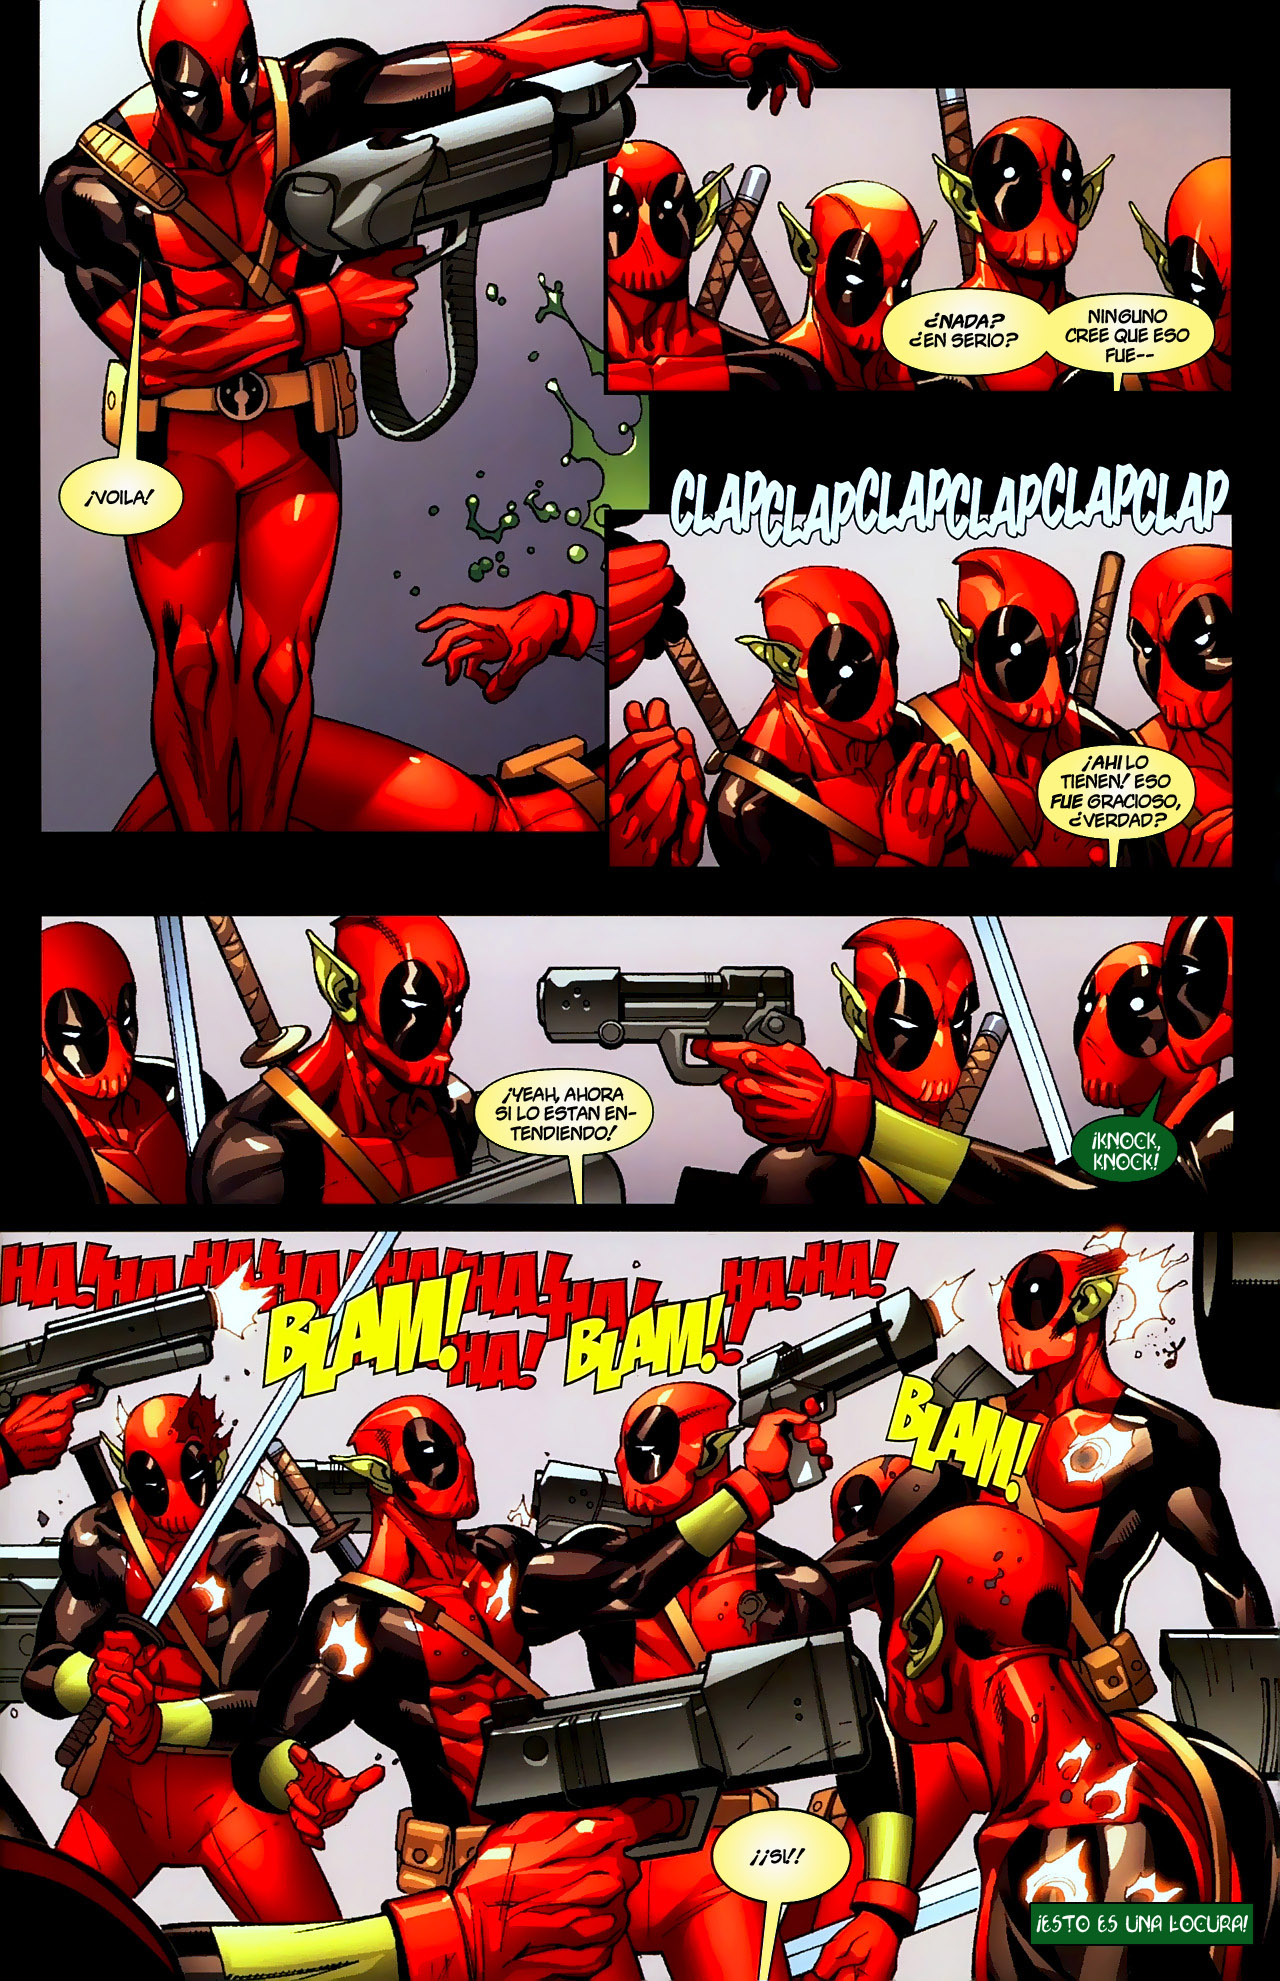 ¡VOILA!
¿NADA?
¿EN SERIO?
NINGUNO
CREE QUE ESO
FUE--
CLAPCLAPCLAPCLAPCLAPCLAP
¡AHI LO
TIENEN! ESO
FUE GRACIOSO,
¿VERDAD?
¡YEAH, AHORA
SI LO ESTAN EN-
TENDIENDO!
¡KNOCK,
KNOCK!
HA! HA! HA! HA! HA! HA! HA! HA! HA!
HA!
BLAM!
BLAM!
BLAM!
¡¡SI!!
¡ESTO ES UNA LOCURA!